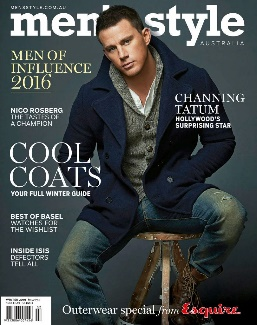 MENSSTYLE.COM.AU
men's style
AUSTRALIA
MEN OF
INFLUENCE
2016
NICO ROSBERG
THE TASTES OF
A CHAMPION
CHANNING
TATUM
HOLLYWOOD'S
SURPRISING STAR
COOL
COATS
YOUR FULL WINTER GUIDE
BEST OF BASEL
WATCHES FOR
THE WISHLIST
INSIDE ISIS
DEFECTORS
TELL ALL
Outerwear special from Esquire